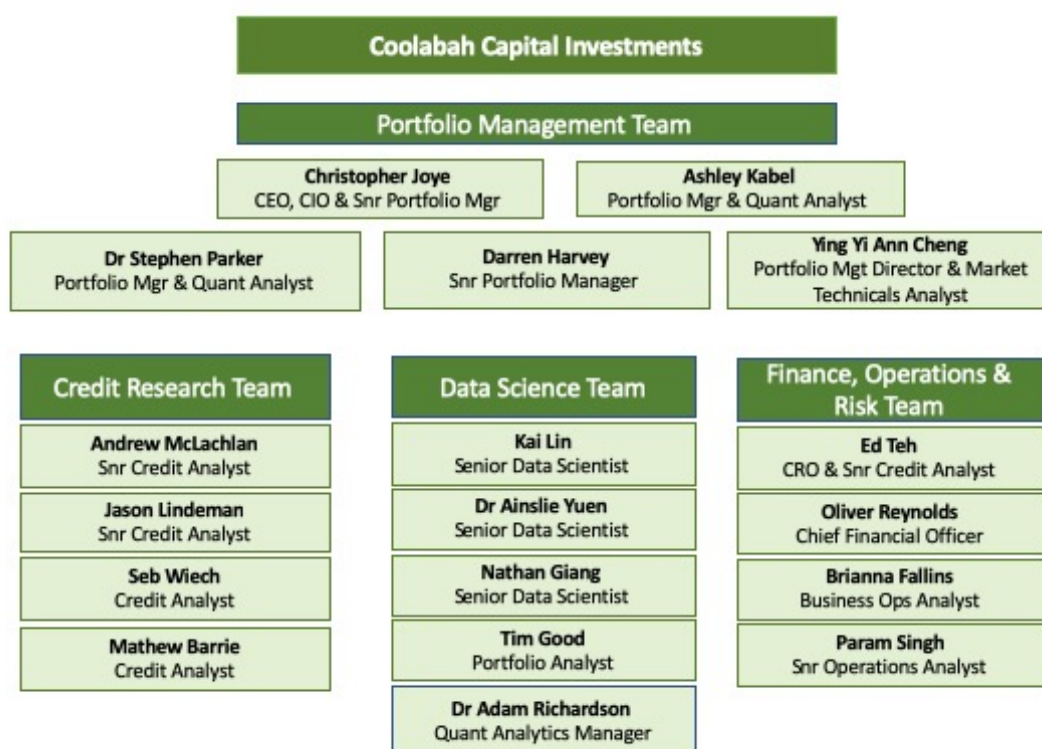 Coolabah Capital Investments
Portfolio Management Team
Christopher Joye
CEO, CIO & Snr Portfolio Mgr
Ashley Kabel
Portfolio Mgr & Quant Analyst
Dr Stephen Parker
Portfolio Mgr & Quant Analyst
Darren Harvey
Snr Portfolio Manager
Ying Yi Ann Cheng
Portfolio Mgt Director & Market
Technicals Analyst
Credit Research Team
Andrew McLachlan
Snr Credit Analyst
Jason Lindeman
Snr Credit Analyst
Seb Wiech
Credit Analyst
Mathew Barrie
Credit Analyst
Data Science Team
Kai Lin
Senior Data Scientist
Dr Ainslie Yuen
Senior Data Scientist
Nathan Giang
Senior Data Scientist
Tim Good
Portfolio Analyst
Dr Adam Richardson
Quant Analytics Manager
Finance, Operations &
Risk Team
Ed Teh
CRO & Snr Credit Analyst
Oliver Reynolds
Chief Financial Officer
Brianna Fallins
Business Ops Analyst
Param Singh
Snr Operations Analyst